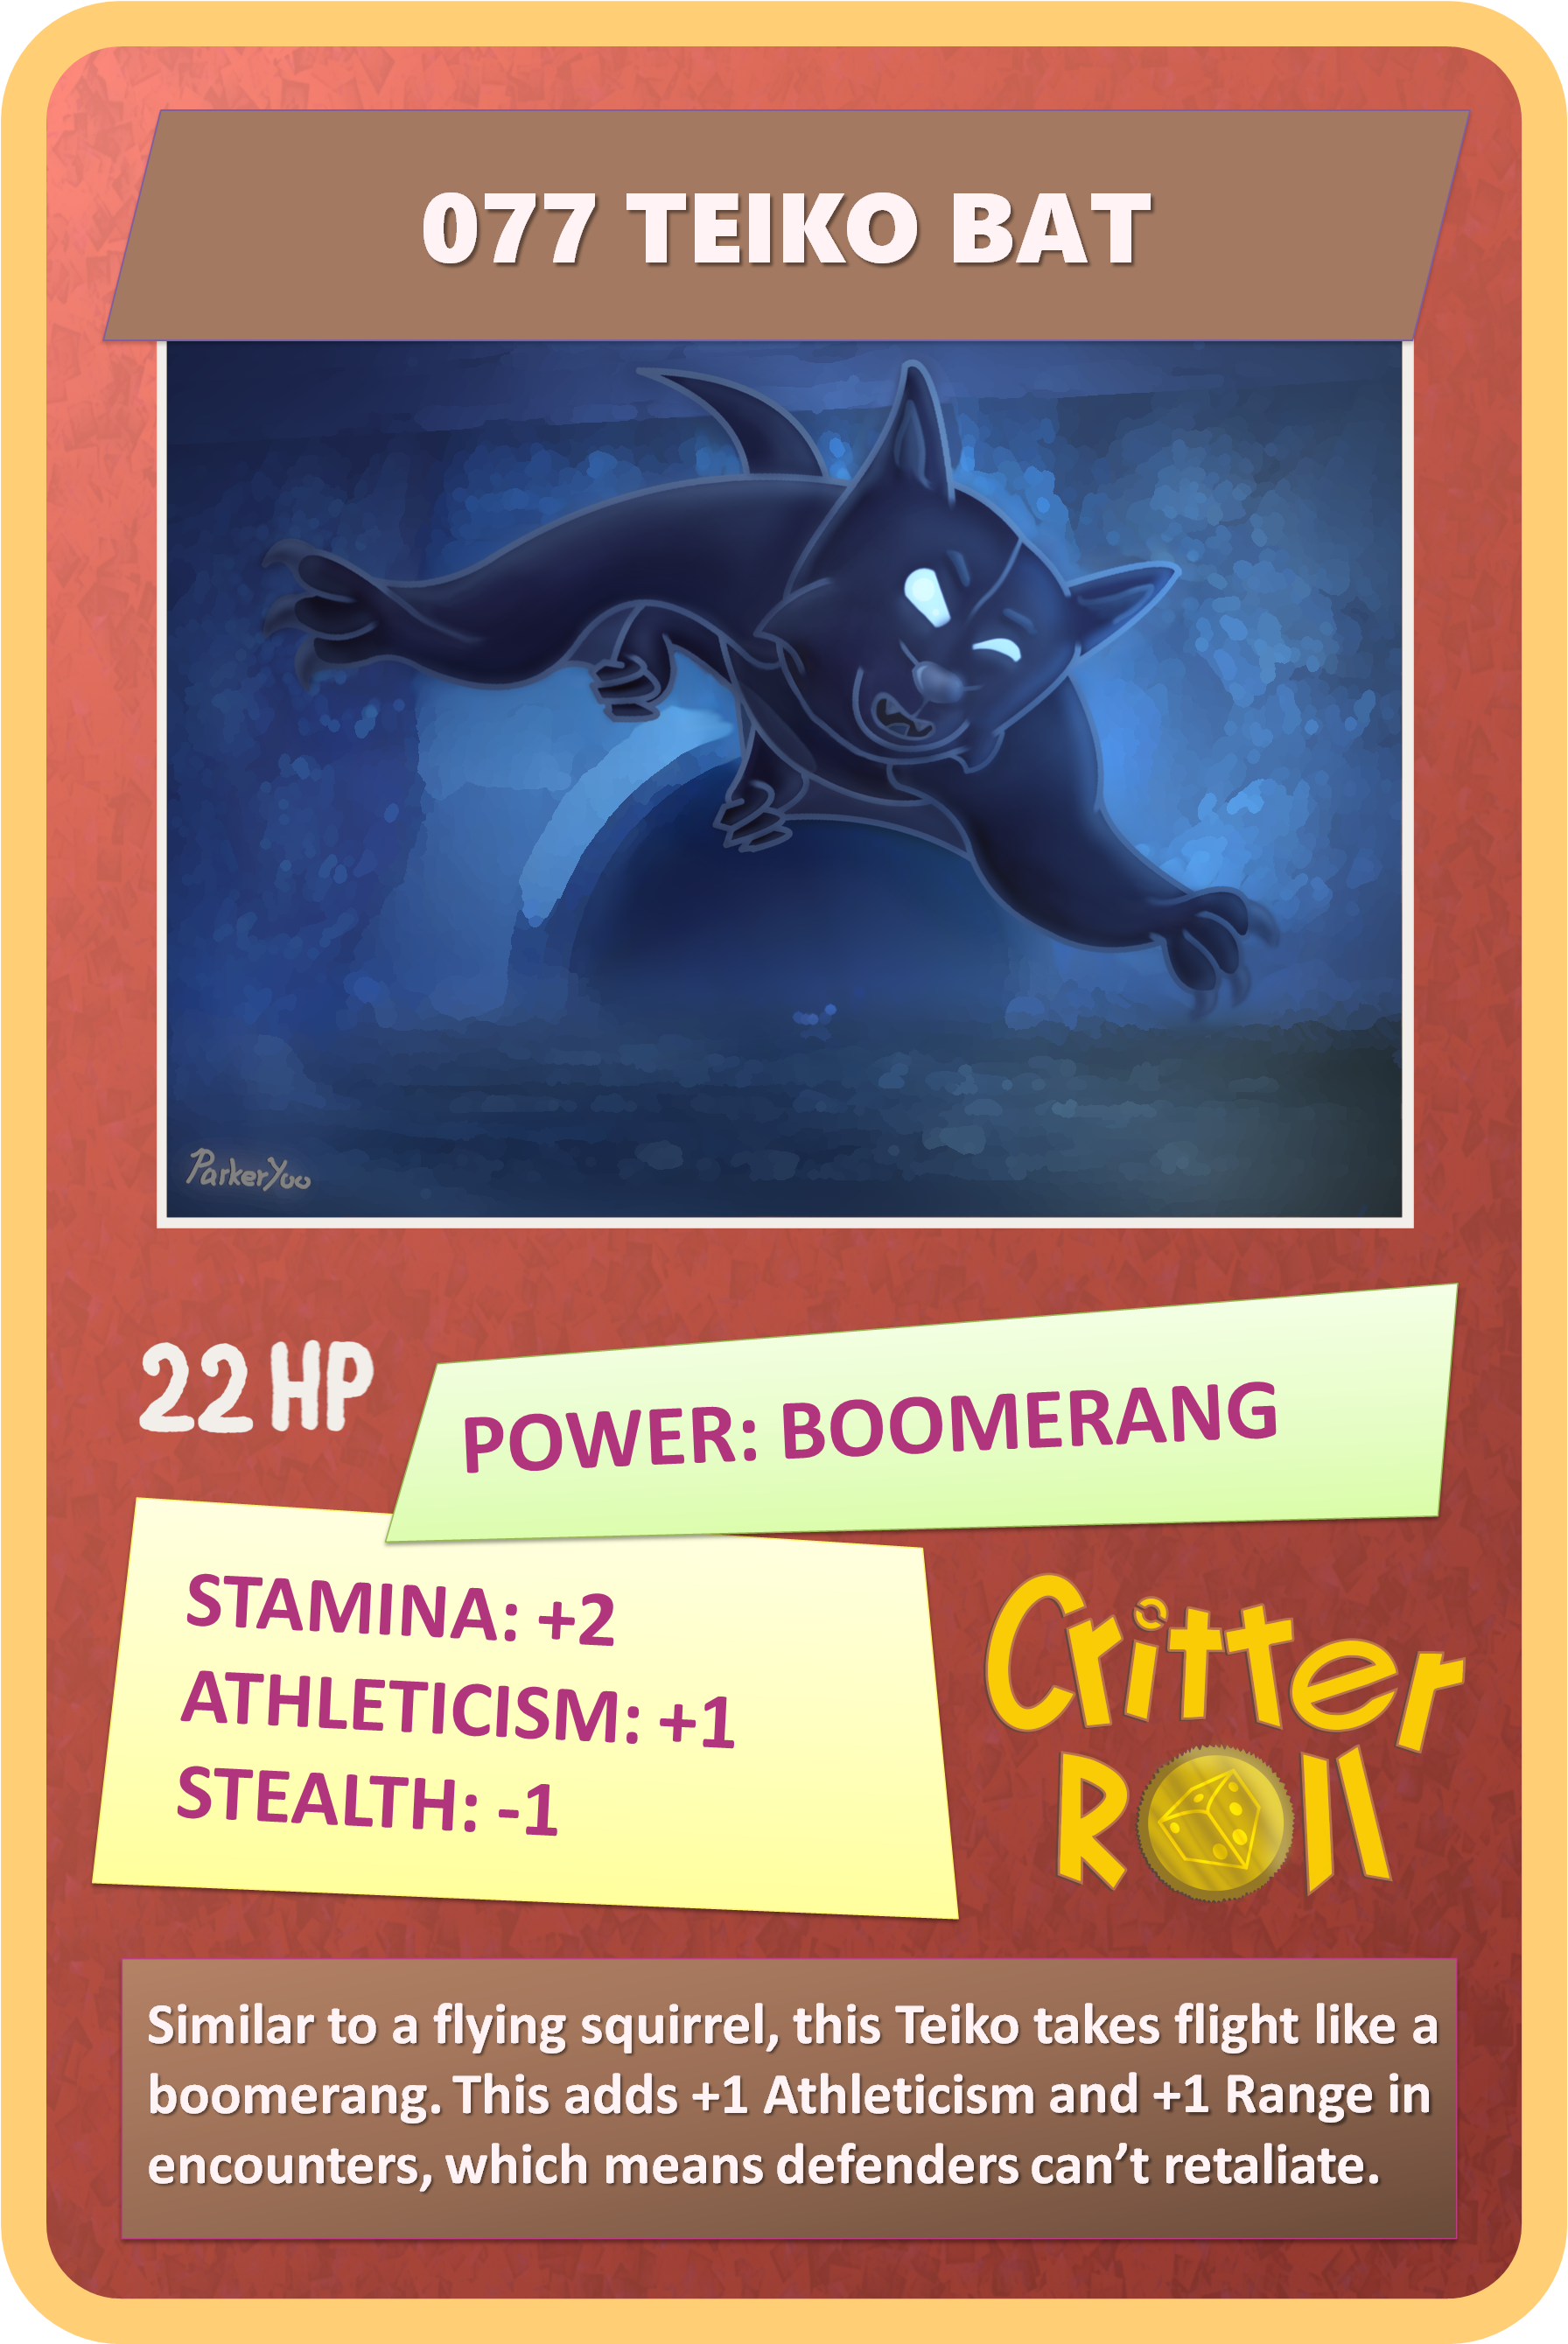 077 TEIKO BAT
ParkerYoo
22 HP
POWER: BOOMERANG
STAMINA: +2
ATHLETICISM: +1
STEALTH: -1
Critter
Roll
Similar to a flying squirrel, this Teiko takes flight like a
boomerang. This adds +1 Athleticism and +1 Range in
encounters, which means defenders can’t retaliate.